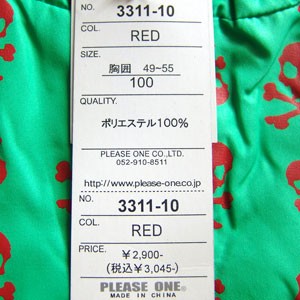 NO. 3311-10
COL. RED
SIZE.
胸囲 49~55
100
QUALITY.
ポリエステル100%
PLEASE ONE CO.,LTD.
052-910-8511
http://www.please-one.co.jp
NO. 3311-10
COL. RED
PRICE. ¥2,900-
(税込¥3,045-)
PLEASE ONE®
MADE IN CHINA